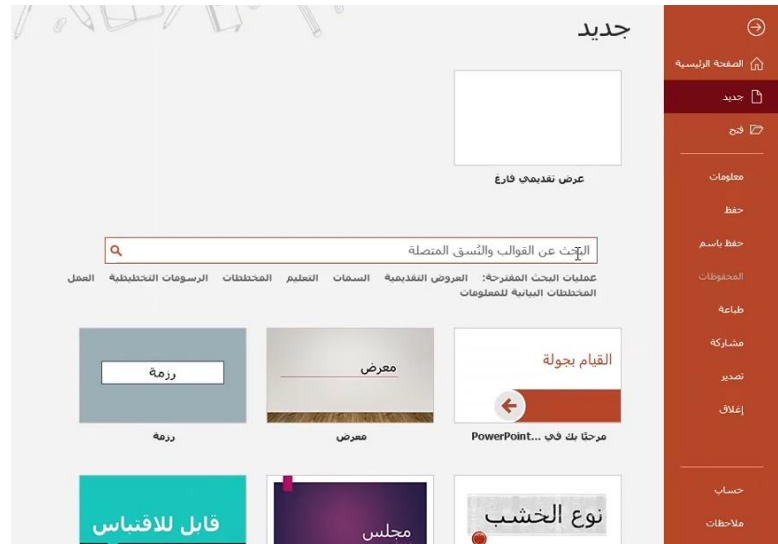 الصفحة الرئيسية
جديد
فتح
معلومات
حفظ
حفظ باسم
المحفوظات
طباعة
مشاركة
تصدير
إغلاق
حساب
ملاحظات
جديد
عرض تقديمي فارغ
البحث عن القوالب والنُسق المتصلة
عمليات البحث المقترحة: العروض التقديمية السمات التعليم المخططات الرسومات التخطيطية العمل
المخططات البيانية للمعلومات
القيام بجولة
معرض
رزمة
مرحبًا بك في PowerPoint...
معرض
رزمة
نوع الخشب
مجلس
قابل للاقتباس